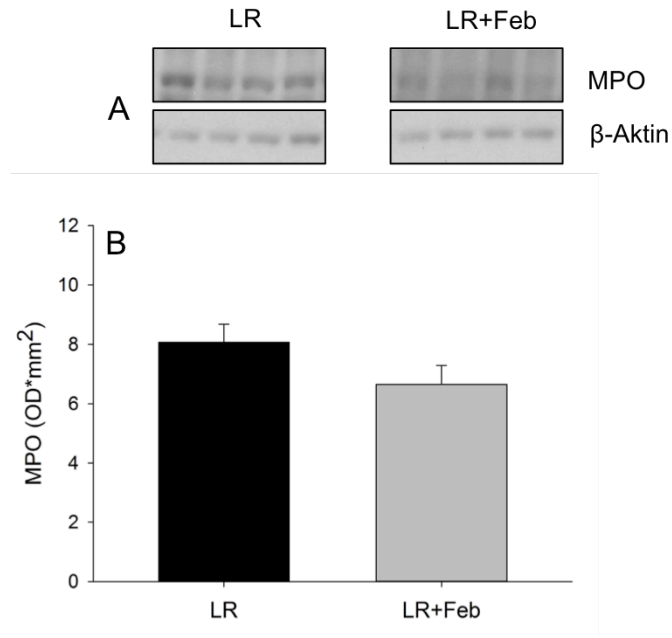 LR LR+Feb
MPO
A
β-Aktin
B
12
10
8
6
4
2
0
MPO (OD*mm²)
LR LR+Feb